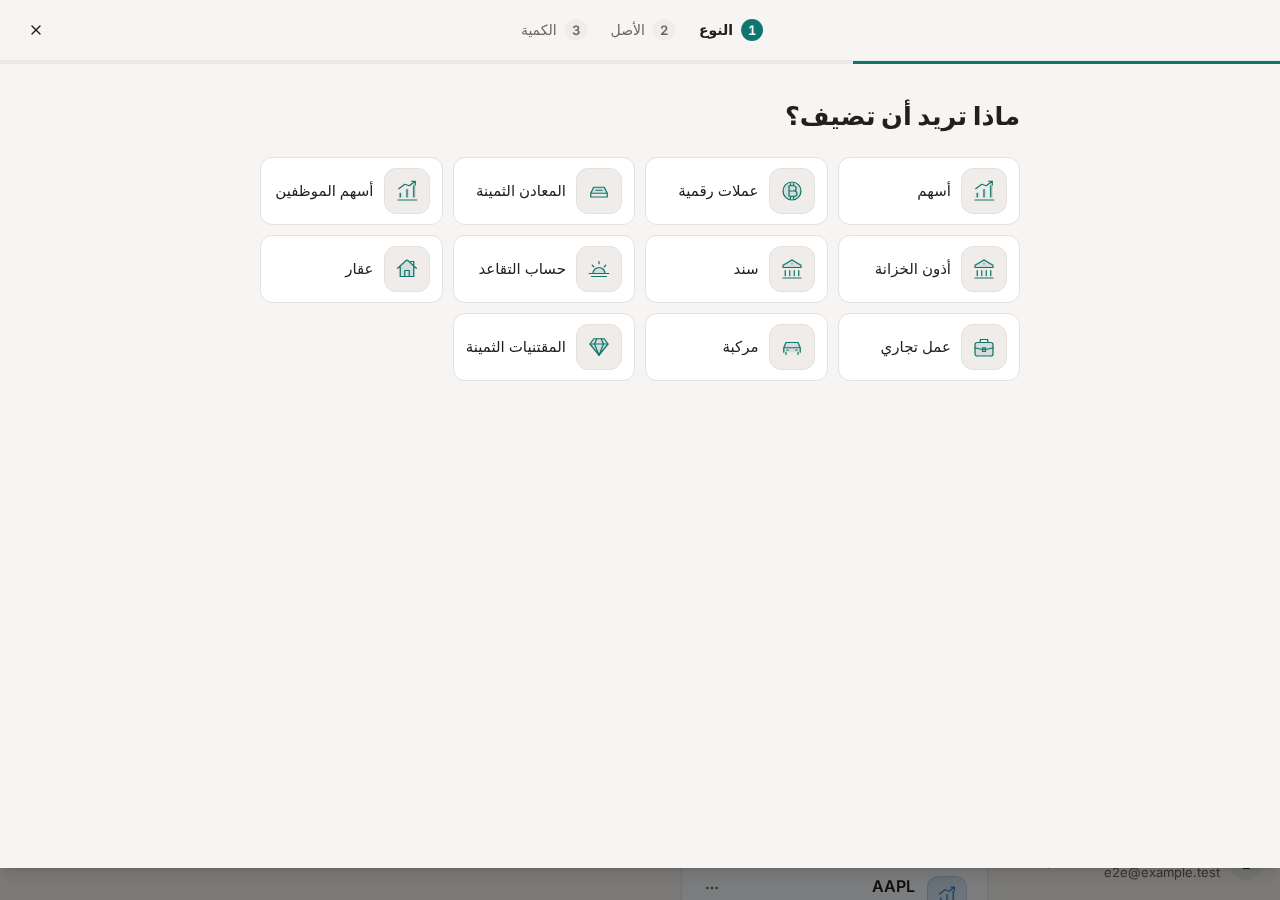 1 النوع
2 الأصل
3 الكمية
ماذا تريد أن تضيف؟
أسهم
عملات رقمية
المعادن الثمينة
أسهم الموظفين
أذون الخزانة
سند
حساب التقاعد
عقار
عمل تجاري
مركبة
المقتنيات الثمينة
e2e@example.test
AAPL
...